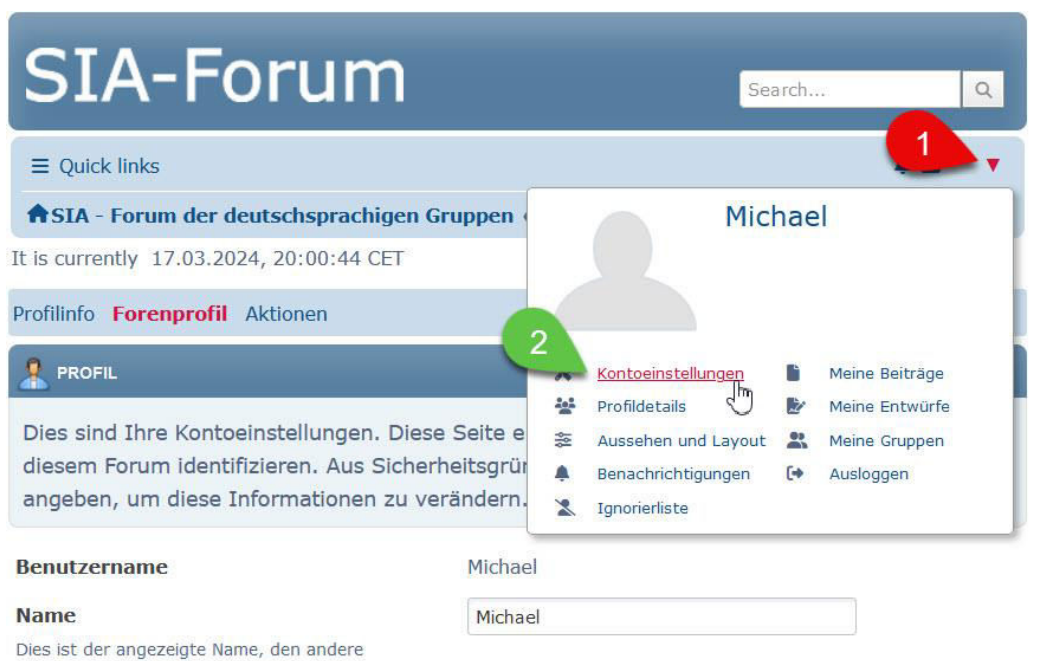 SIA-Forum
Search...
1
Quick links
SIA - Forum der deutschsprachigen Gruppen
Michael
It is currently 17.03.2024, 20:00:44 CET
Profilinfo Forenprofil Aktionen
2
PROFIL
Kontoeinstellungen Meine Beiträge
Profildetails Meine Entwürfe
Aussehen und Layout Meine Gruppen
Benachrichtigungen Ausloggen
Ignorierliste
Dies sind Ihre Kontoeinstellungen. Diese Seite
diesem Forum identifizieren. Aus
angeben, um diese Informationen zu verändern.
Benutzername Michael
Name Michael
Dies ist der angezeigte Name, den andere